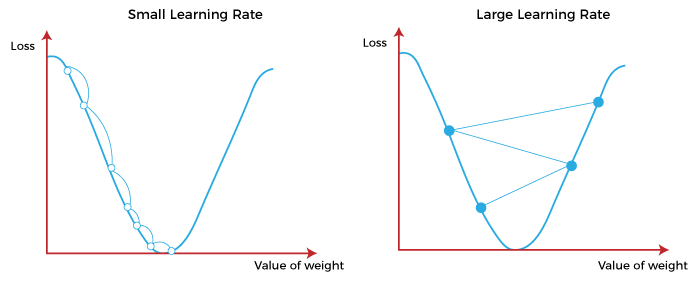 Small Learning Rate
Loss
Value of weight
Large Learning Rate
Loss
Value of weight